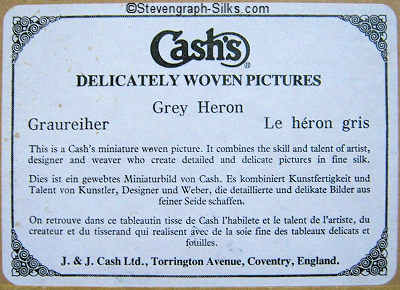 ©Stevengraph-Silks.com
Cash's®
DELICATELY WOVEN PICTURES
Grey Heron
Graureiher Le héron gris
This is a Cash's miniature woven picture. It combines the skill and talent of artist,
designer and weaver who create detailed and delicate pictures in fine silk.
Dies ist ein gewebtes Miniaturbild von Cash. Es kombiniert Kunstfertigkeit und
Talent von Kunstler, Designer und Weber, die detaillierte und delikate Bilder aus
feiner Seide schaffen.
On retrouve dans ce tableautin tisse de Cash l'habilete et le talent de l'artiste, du
createur et du tisserand qui realisent avec de la soie fine des tableaux delicats et
fouilles.
J. & J. Cash Ltd., Torrington Avenue, Coventry, England.